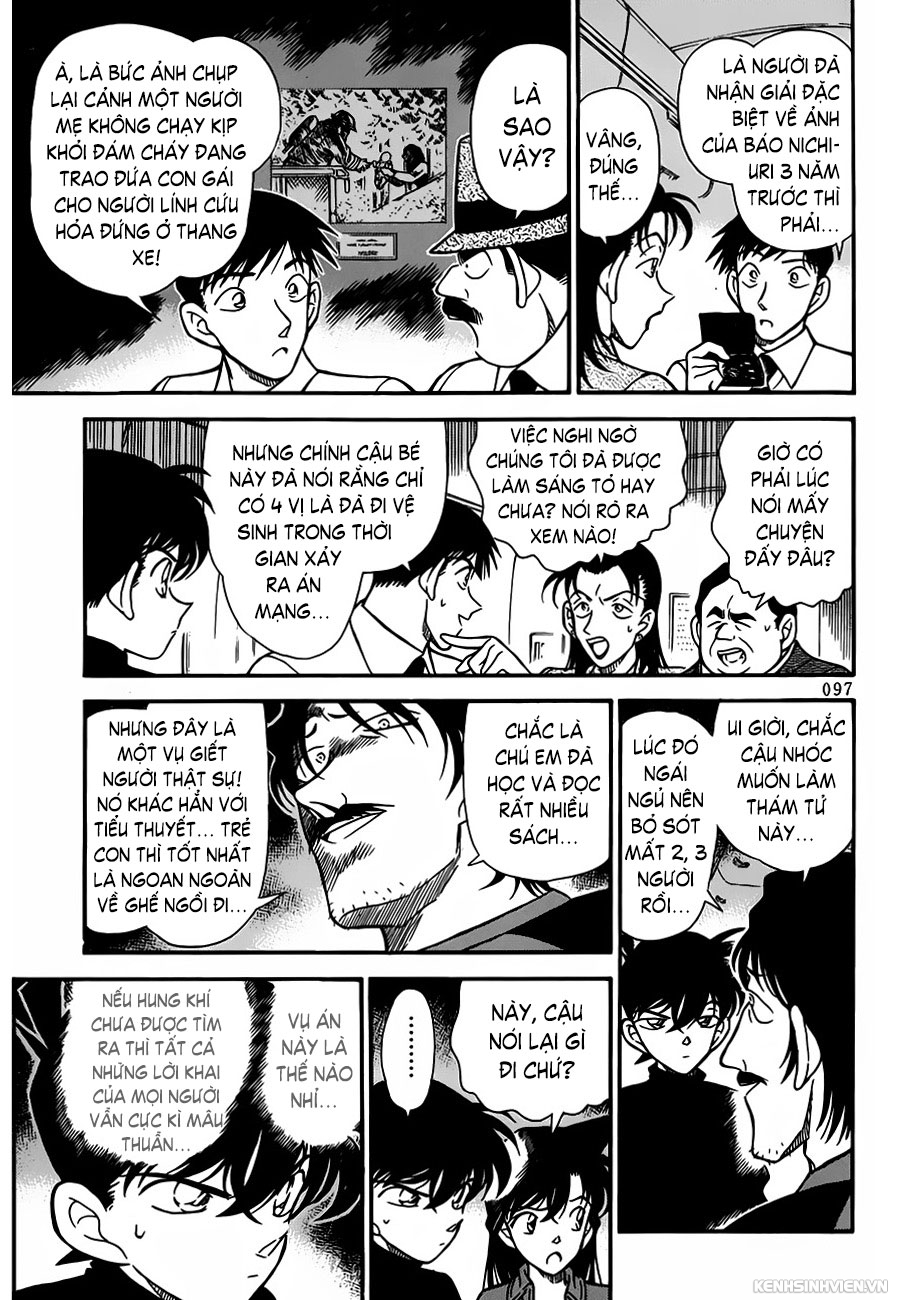 LÀ NGƯỜI ĐÃ
NHẬN GIẢI ĐẶC
BIỆT VỀ ẢNH
CỦA BÁO NICHI-
URI 3 NĂM
TRƯỚC THÌ
PHẢI...
VÂNG,
ĐÚNG
THẾ...
LÀ
SAO
VẬY?
À, LÀ BỨC ẢNH CHỤP
LẠI CẢNH MỘT NGƯỜI
MẸ KHÔNG CHẠY KỊP
KHỎI ĐÁM CHÁY ĐANG
TRAO ĐỨA CON GÁI
CHO NGƯỜI LÍNH CỨU
HỎA ĐỨNG Ở THANG
XE!
GIỜ CÓ
PHẢI LÚC
NÓI MẤY
CHUYỆN
ĐẤY ĐÂU?
VIỆC NGHI NGỜ
CHÚNG TÔI ĐÃ ĐƯỢC
LÀM SÁNG TỎ HAY
CHƯA? NÓI RÕ RA
XEM NÀO!
NHƯNG CHÍNH CẬU BÉ
NÀY ĐÃ NÓI RẰNG CHỈ
CÓ 4 VỊ LÀ ĐÃ ĐI VỆ
SINH TRONG THỜI
GIAN XẢY
RA ÁN
MẠNG...
097
UI GIỜI, CHẮC
CẬU NHÓC
MUỐN LÀM
THÁM TỬ
NÀY...
LÚC ĐÓ
NGÁI
NGỦ NÊN
BỎ SÓT
MẤT 2, 3
NGƯỜI
RỒI...
CHẮC LÀ
CHÚ EM ĐÃ
HỌC VÀ ĐỌC
RẤT NHIỀU
SÁCH...
NHƯNG ĐÂY LÀ
MỘT VỤ GIẾT
NGƯỜI THẬT SỰ!
NÓ KHÁC HẲN VỚI
TIỂU THUYẾT... TRẺ
CON THÌ TỐT NHẤT
LÀ NGOAN NGOÃN
VỀ GHẾ NGỒI ĐI...
NÀY, CẬU
NÓI LẠI GÌ
ĐI CHỨ?
.........
VỤ ÁN
NÀY LÀ
THẾ NÀO
NHỈ...
NẾU HUNG KHÍ
CHƯA ĐƯỢC TÌM
RA THÌ TẤT CẢ
NHỮNG LỜI KHAI
CỦA MỌI NGƯỜI
VẪN CỰC KÌ MÂU
THUẪN...
KENHSINHVIEN.VN